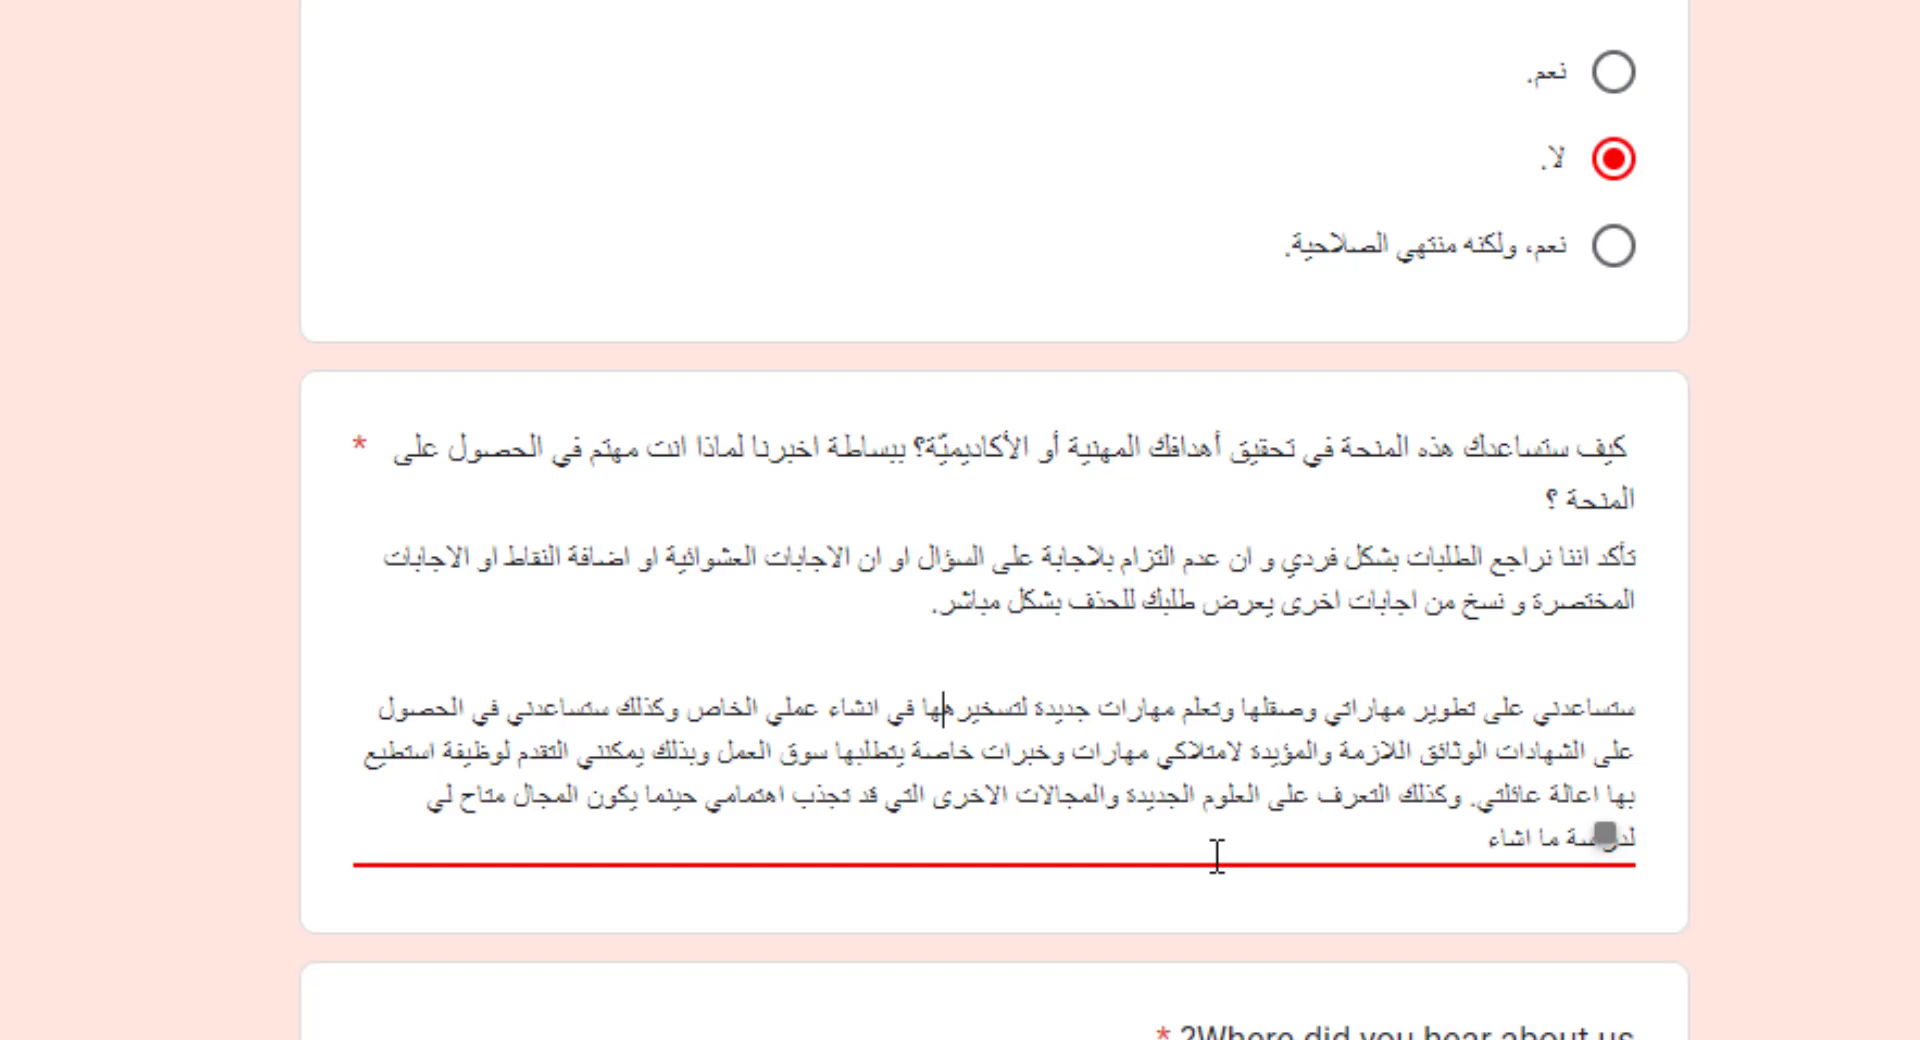 نعم.
لا.
نعم، ولكنه منتهي الصلاحية.
كيف ستساعدك هذه المنحة في تحقيق أهدافك المهنية أو الأكاديميّة؟ ببساطة اخبرنا لماذا انت مهتم في الحصول على *
المنحة ؟
تأكد اننا نراجع الطلبات بشكل فردي و ان عدم التزام بلاجابة على السؤال او ان الاجابات العشوائية او اضافة النقاط او الاجابات
المختصرة و نسخ من اجابات اخرى يعرض طلبك للحذف بشكل مباشر.
ستساعدني على تطوير مهاراتي وصقلها وتعلم مهارات جديدة لتسخيرهها في انشاء عملي الخاص وكذلك ستساعدني في الحصول
على الشهادات الوثائق اللازمة والمؤيدة لامتلاكي مهارات وخبرات خاصة يتطلبها سوق العمل وبذلك يمكنني التقدم لوظيفة استطيع
بها اعالة عائلتي. وكذلك التعرف على العلوم الجديدة والمجالات الاخرى التي قد تجذب اهتمامي حينما يكون المجال متاح لي
ما اشاء
* ?Where did you hear about us